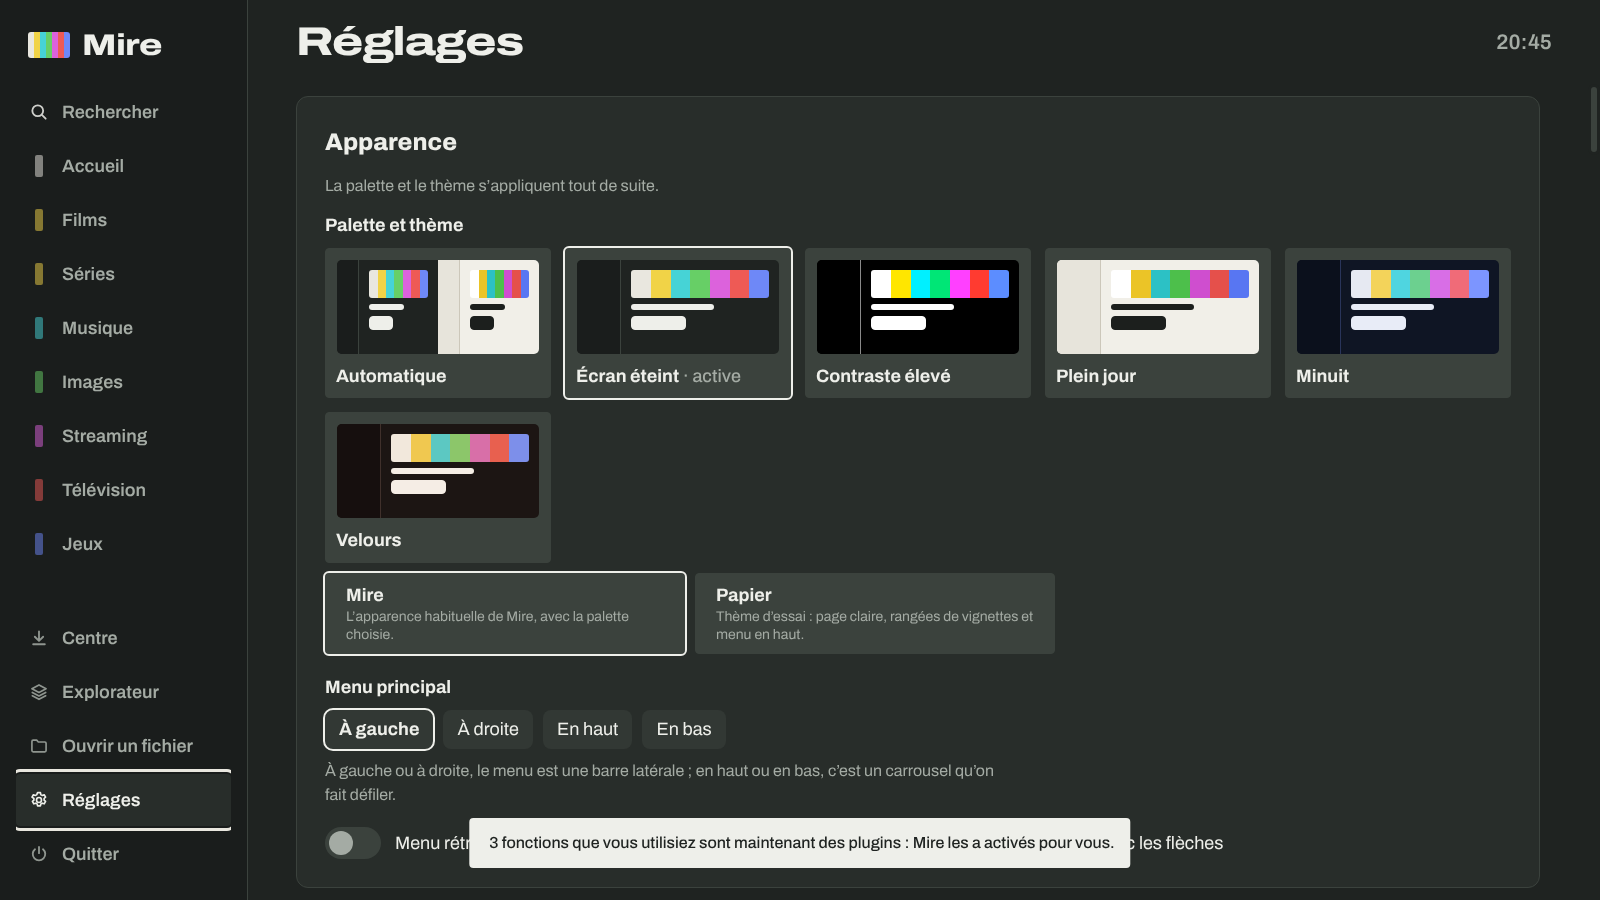 Mire
Réglages
20:45
Rechercher
Accueil
Films
Séries
Musique
Images
Streaming
Télévision
Jeux
Centre
Explorateur
Ouvrir un fichier
Réglages
Quitter
Apparence
La palette et le thème s’appliquent tout de suite.
Palette et thème
Automatique
Écran éteint · active
Contraste élevé
Plein jour
Minuit
Velours
Mire
L’apparence habituelle de Mire, avec la palette
choisie.
Papier
Thème d’essai : page claire, rangées de vignettes et
menu en haut.
Menu principal
À gauche
À droite
En haut
En bas
À gauche ou à droite, le menu est une barre latérale ; en haut ou en bas, c’est un carrousel qu’on
fait défiler.
Menu
3 fonctions que vous utilisiez sont maintenant des plugins : Mire les a activés pour vous.
les flèches